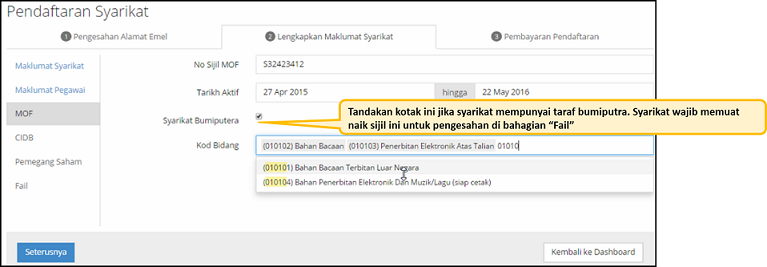 Pendaftaran Syarikat
1 Pengesahan Alamat Emel
2 Lengkapkan Maklumat Syarikat
3 Pembayaran Pendaftaran
Maklumat Syarikat
Maklumat Pegawai
MOF
CIDB
Pemegang Saham
Fail
No Sijil MOF 532423412
Tarikh Aktif 27 Apr 2015 hingga 22 May 2016
Syarikat Bumiputera
Tandakan kotak ini jika syarikat mempunyai taraf bumiputra. Syarikat wajib memuat
naik sijil ini untuk pengesahan di bahagian “Fail”
Kod Bidang (010102) Bahan Bacaan (010103) Penerbitan Elektronik Atas Talian 01010
(010101) Bahan Bacaan Terbitan Luar Negara
(010104) Bahan Penerbitan Elektronik Dan Muzik/Lagu (siap cetak)
Seterusnya
Kembali ke Dashboard